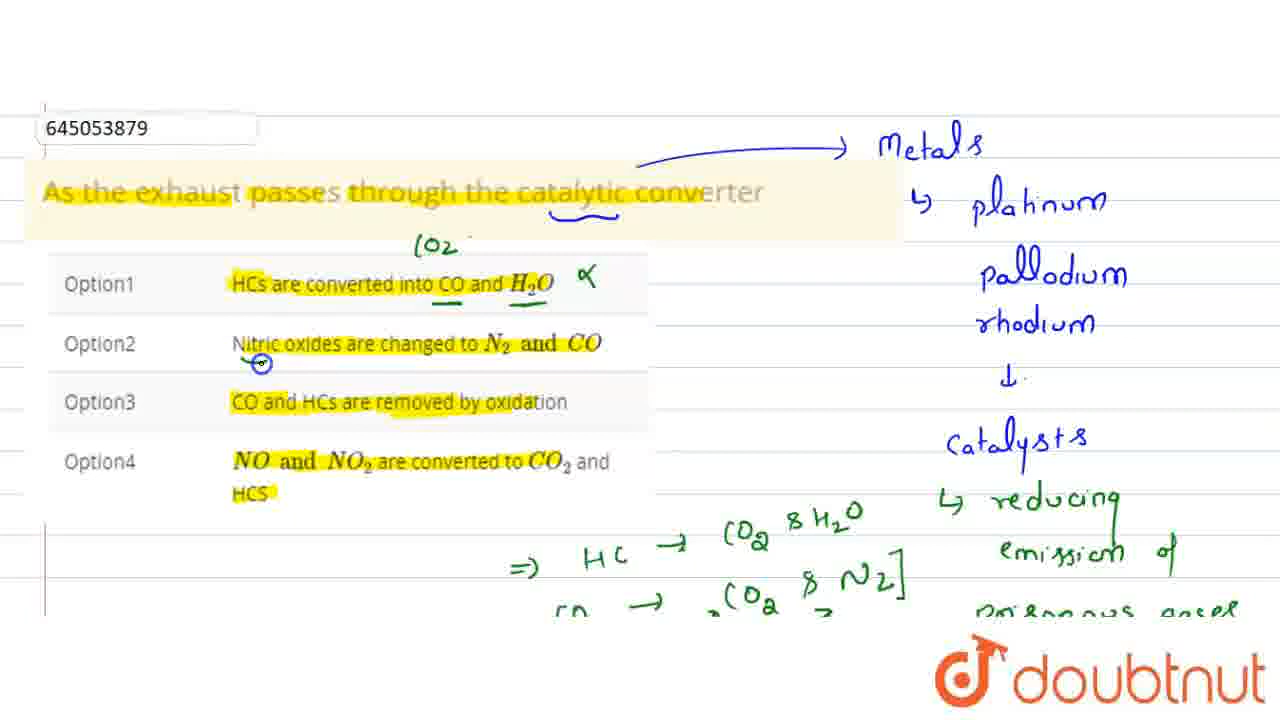 645053879
As the exhaust passes through the catalytic converter
Metals
↳ platinum
palladium
rhodium
↓
CO2
Option1 HCs are converted into CO and H₂O
Option2 Nitric oxides are changed to N₂ and CO
Option3 CO and HCs are removed by oxidation
Option4 NO and NO₂ are converted to CO₂ and
HCS
Catalysts
↳ reducing
emission of
poisonous gases
⇒ HC → CO2 & H2O
CO → CO2 & N2]
doubtnut